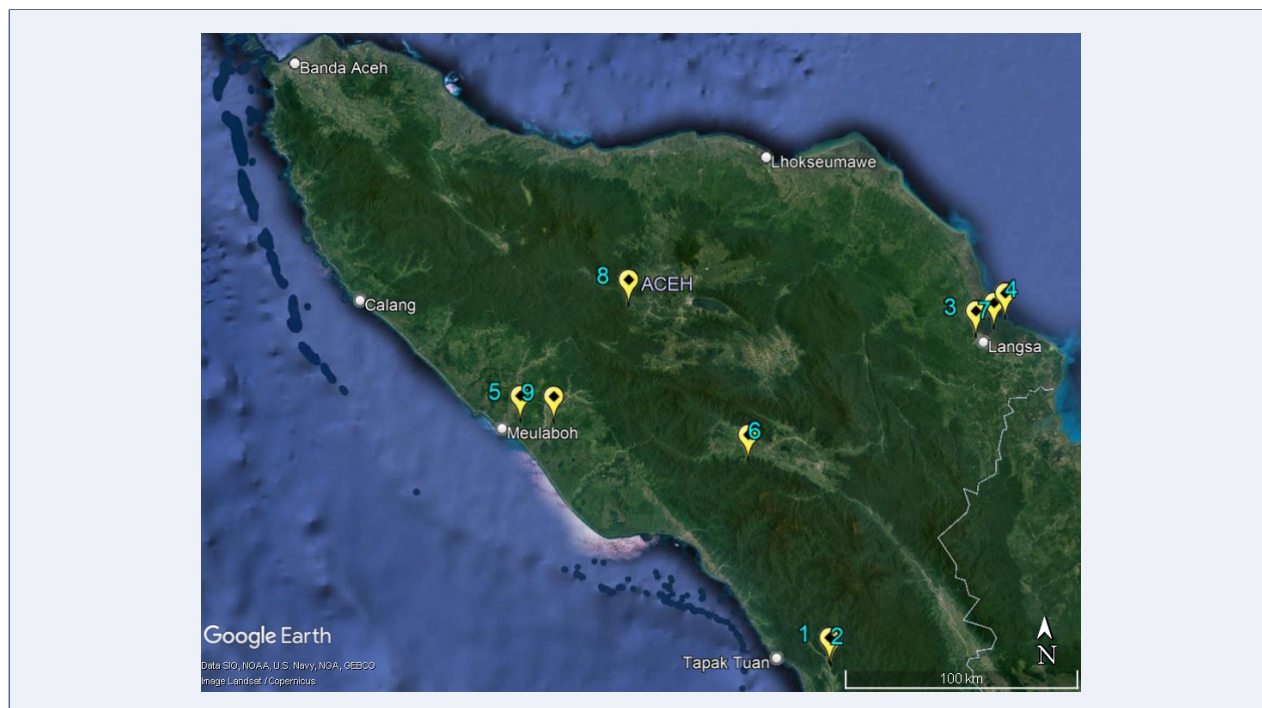 Banda Aceh
Lhokseumawe
8 ACEH
4
3 7
Calang
Langsa
5 9
Meulaboh
6
1 2
Google Earth
N
Tapak Tuan
Data SIO, NOAA, U.S. Navy, NGA, GEBCO
100 km
Image Landsat / Copernicus